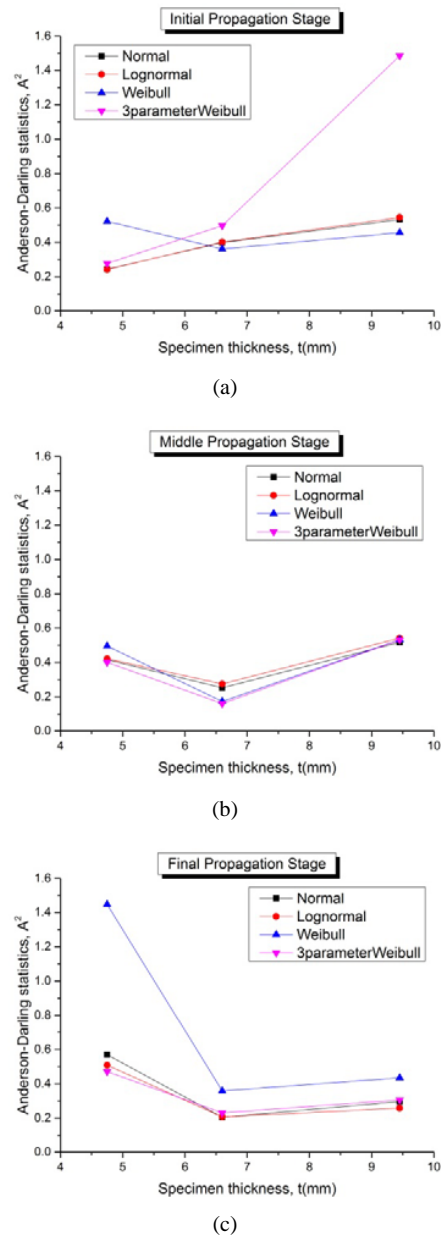 Initial Propagation Stage
Normal
Lognormal
Weibull
3parameterWeibull
Anderson-Darling statistics, A²
1.6
1.4
1.2
1.0
0.8
0.6
0.4
0.2
0.0
4 5 6 7 8 9 10
Specimen thickness, t(mm)
(a)
Middle Propagation Stage
Normal
Lognormal
Weibull
3parameterWeibull
Anderson-Darling statistics, A²
1.6
1.4
1.2
1.0
0.8
0.6
0.4
0.2
0.0
4 5 6 7 8 9 10
Specimen thickness, t(mm)
(b)
Final Propagation Stage
Normal
Lognormal
Weibull
3parameterWeibull
Anderson-Darling statistics, A²
1.6
1.4
1.2
1.0
0.8
0.6
0.4
0.2
0.0
4 5 6 7 8 9 10
Specimen thickness, t(mm)
(c)